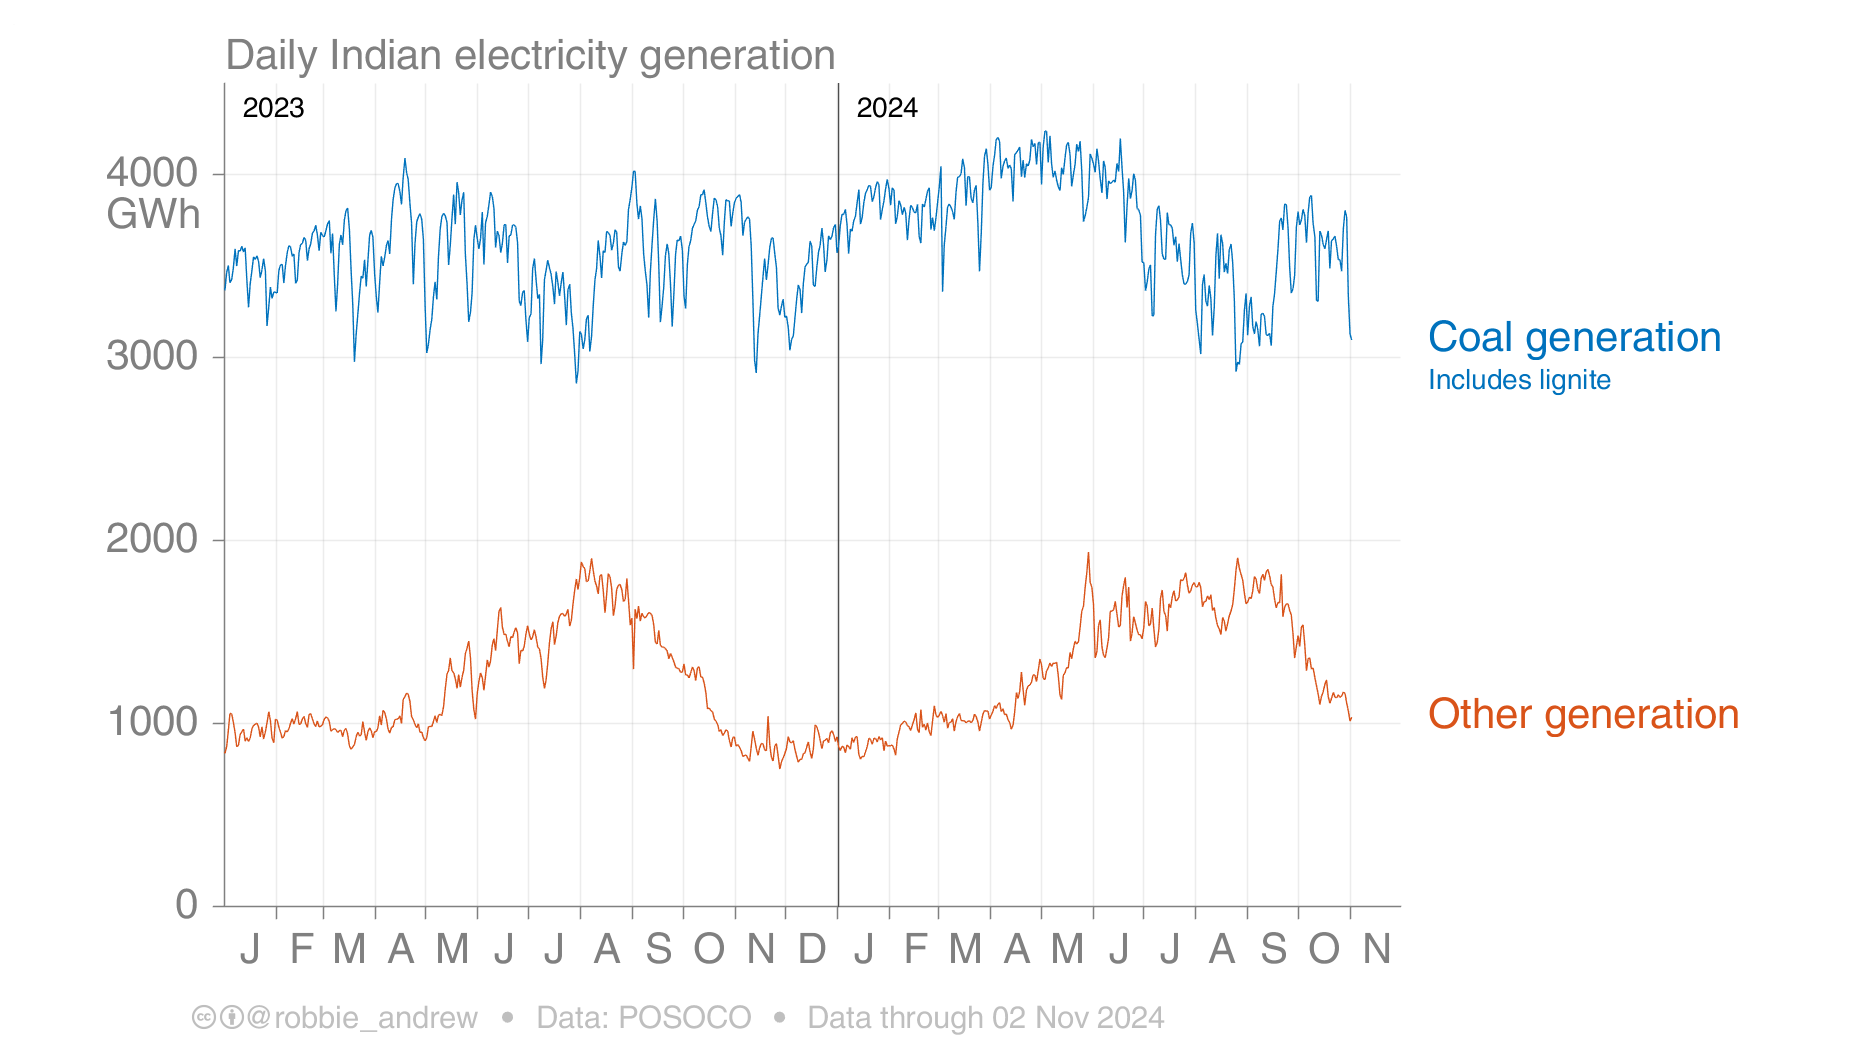 Daily Indian electricity generation
2023
2024
4000
GWh
3000
2000
1000
0
Coal generation
Includes lignite
Other generation
J F M A M J J A S O N D J F M A M J J A S O N
cc @robbie_andrew • Data: POSOCO • Data through 02 Nov 2024